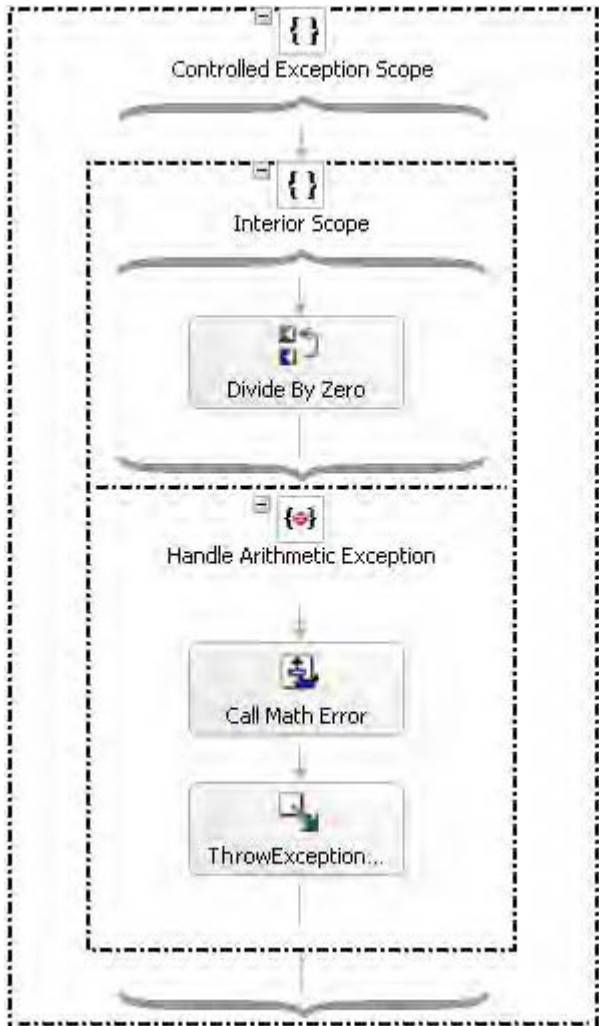 Controlled Exception Scope
Interior Scope
Divide By Zero
Handle Arithmetic Exception
Call Math Error
ThrowException...